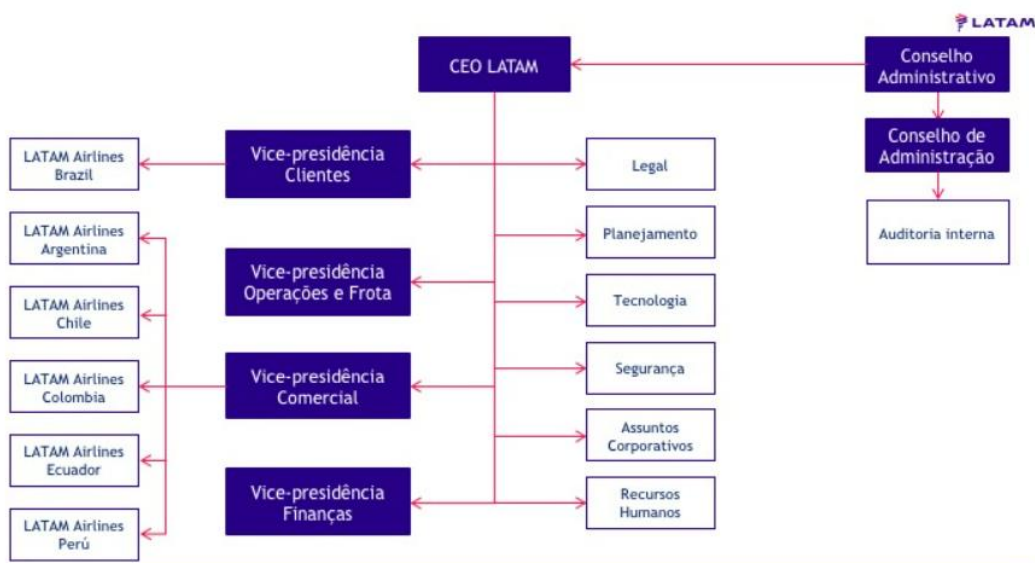 LATAM
CEO LATAM
Conselho
Administrativo
Conselho de
Administração
Auditoria interna
LATAM Airlines
Brazil
Vice-presidência
Clientes
Legal
LATAM Airlines
Argentina
Planejamento
Vice-presidência
Operações e Frota
LATAM Airlines
Chile
Tecnologia
LATAM Airlines
Colombia
Vice-presidência
Comercial
Segurança
LATAM Airlines
Ecuador
Assuntos
Corporativos
Vice-presidência
Finanças
Recursos
Humanos
LATAM Airlines
Perú